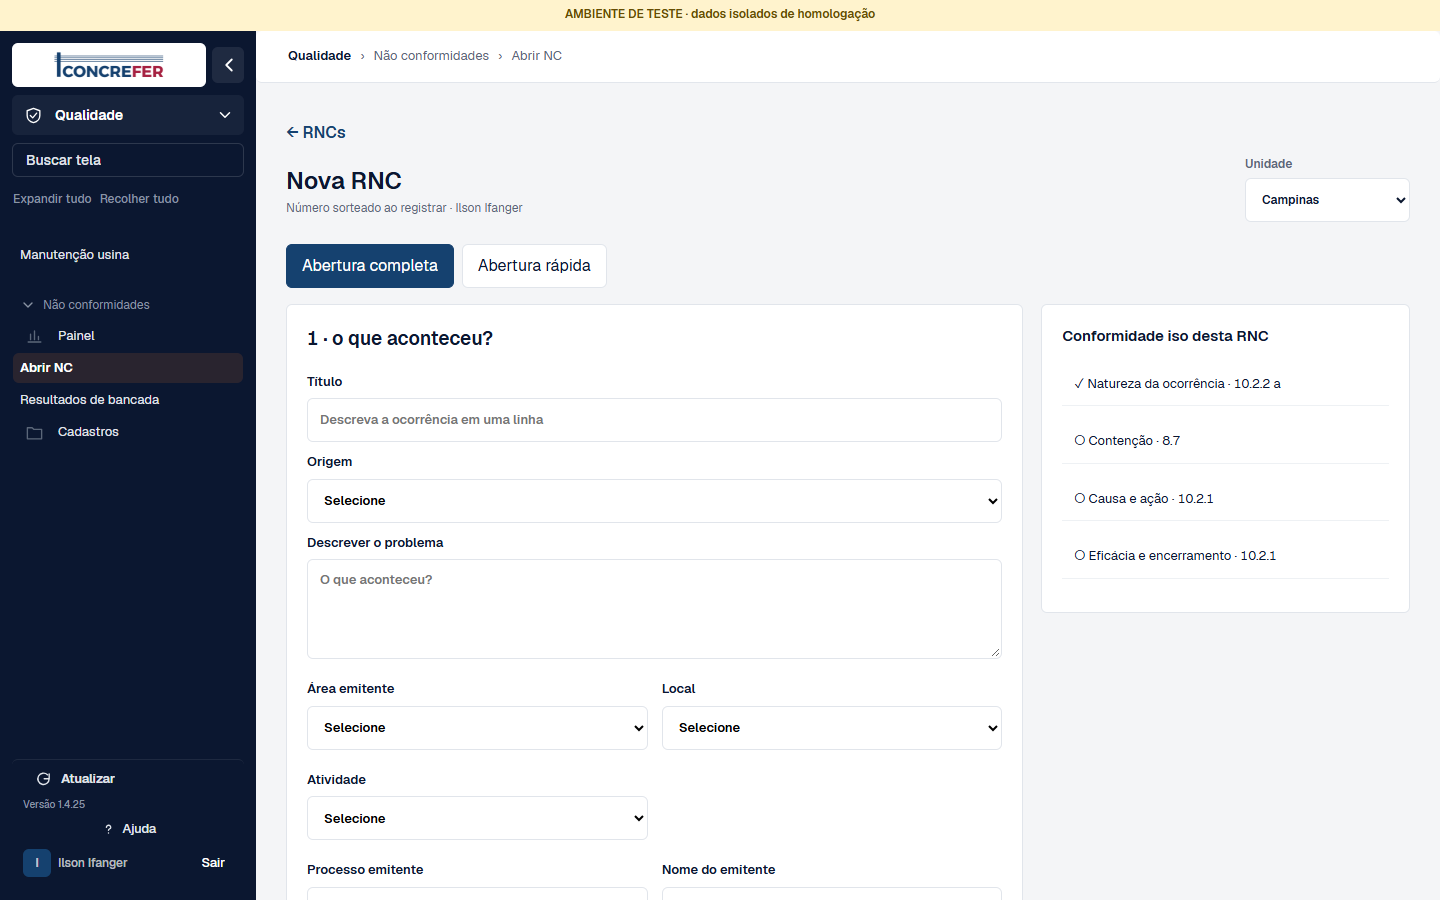 AMBIENTE DE TESTE · dados isolados de homologação
CONCREFER
Qualidade
Buscar tela
Expandir tudo Recolher tudo
Manutenção usina
Não conformidades
Painel
Abrir NC
Resultados de bancada
Cadastros
Atualizar
Versão 1.4.25
? Ajuda
I Ilson Ifanger Sair
Qualidade › Não conformidades › Abrir NC
← RNCs
Nova RNC
Número sorteado ao registrar · Ilson Ifanger
Unidade
Campinas
Abertura completa Abertura rápida
1 · o que aconteceu?
Título
Descreva a ocorrência em uma linha
Origem
Selecione
Descrever o problema
O que aconteceu?
Área emitente Local
Selecione Selecione
Atividade
Selecione
Processo emitente Nome do emitente
Conformidade iso desta RNC
✓ Natureza da ocorrência · 10.2.2 a
○ Contenção · 8.7
○ Causa e ação · 10.2.1
○ Eficácia e encerramento · 10.2.1